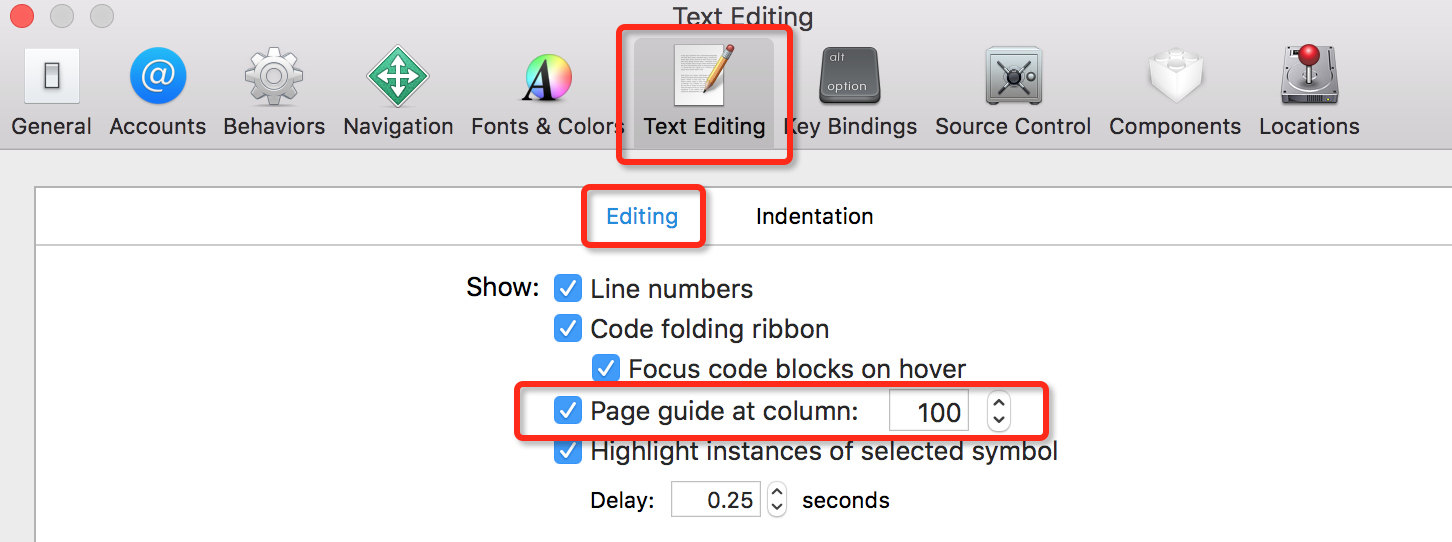 Text Editing
alt
option
General Accounts Behaviors Navigation Fonts & Colors Text Editing Key Bindings Source Control Components Locations
Editing Indentation
Show: Line numbers
Code folding ribbon
Focus code blocks on hover
Page guide at column: 100
Highlight instances of selected symbol
Delay: 0.25 seconds